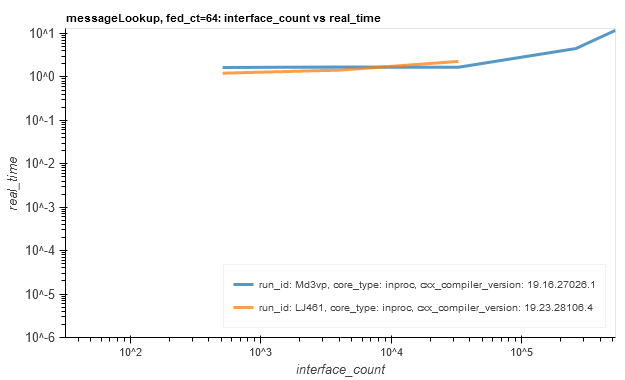 messageLookup, fed_ct=64: interface_count vs real_time
10^1
10^0
10^-1
10^-2
10^-3
10^-4
10^-5
10^-6
real_time
run_id: Md3vp, core_type: inproc, cxx_compiler_version: 19.16.27026.1
run_id: LJ461, core_type: inproc, cxx_compiler_version: 19.23.28106.4
10^2
10^3
10^4
10^5
interface_count